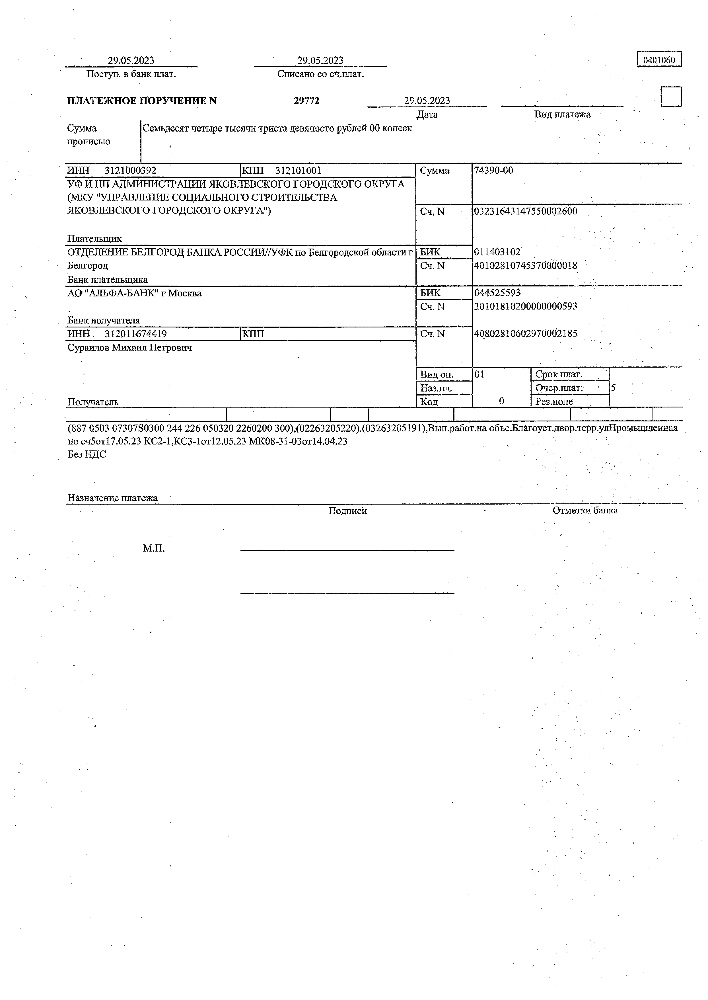 29.05.2023 29.05.2023 0401060
Поступ. в банк плат. Списано со сч.плат.
ПЛАТЕЖНОЕ ПОРУЧЕНИЕ N 29772 29.05.2023
Дата Вид платежа
Сумма Семьдесят четыре тысячи триста девяносто рублей 00 копеек
прописью
ИНН 3121000392 КПП 312101001 Сумма 74390-00
УФ И НП АДМИНИСТРАЦИИ ЯКОВЛЕВСКОГО ГОРОДСКОГО ОКРУГА
(МКУ "УПРАВЛЕНИЕ СОЦИАЛЬНОГО СТРОИТЕЛЬСТВА
ЯКОВЛЕВСКОГО ГОРОДСКОГО ОКРУГА") Сч. N 03231643147550002600
Плательщик
ОТДЕЛЕНИЕ БЕЛГОРОД БАНКА РОССИИ//УФК по Белгородской области г БИК 011403102
Белгород Сч. N 40102810745370000018
Банк плательщика
АО "АЛЬФА-БАНК" г Москва БИК 044525593
Сч. N 30101810200000000593
Банк получателя
ИНН 312011674419 КПП Сч. N 40802810602970002185
Сураилов Михаил Петрович
Вид оп. 01 Срок плат.
Наз.пл. Очер.плат. 5
Получатель Код 0 Рез.поле
(887 0503 07307S0300 244 226 050320 2260200 300),(02263205220).(03263205191),Вып.работ.на объе.Благоуст.двор.терр.улПромышленная
по сч5от17.05.23 КС2-1,КС3-1от12.05.23 МК08-31-03от14.04.23
Без НДС
Назначение платежа
Подписи Отметки банка
М.П.